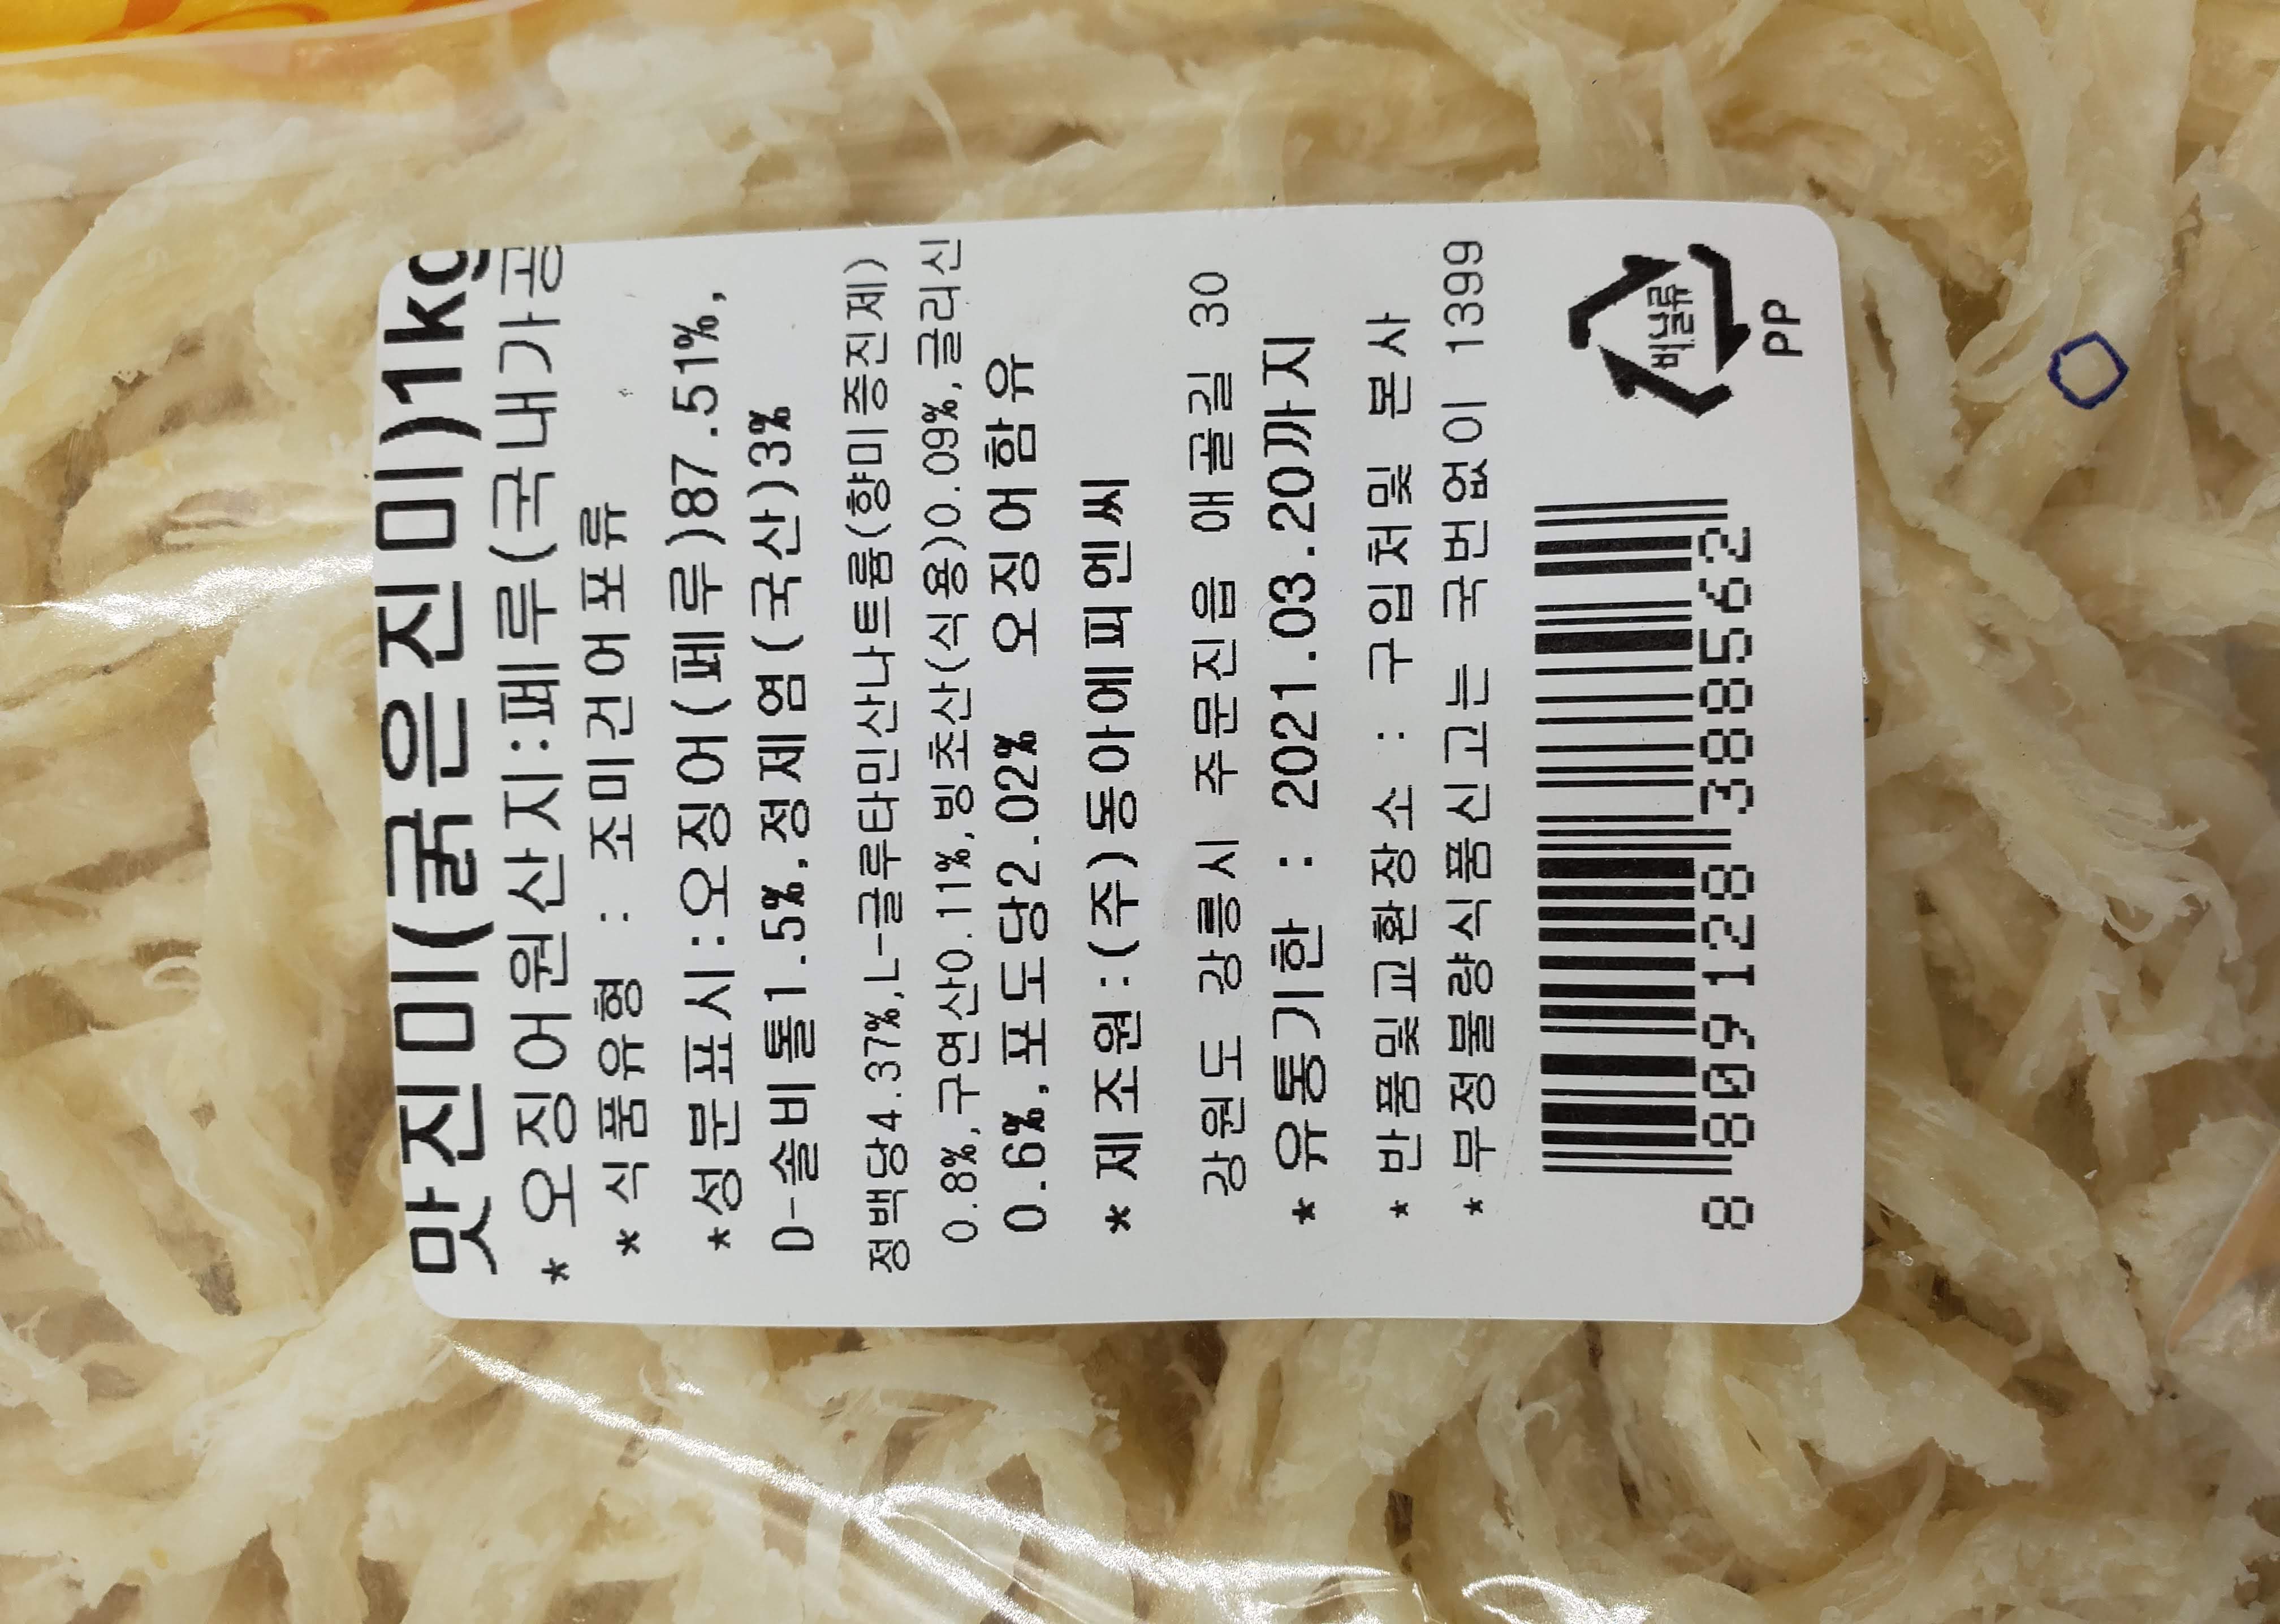 맛진미(굵은진미)1kg
* 오징어원산지:페루(국내가공
* 식품유형 : 조미건어포류
*성분표시:오징어(페루)87.51%,
D-솔비톨1.5%,정제염(국산)3%
정백당4.37%,L-글루타민산나트륨(향미증진제)
0.8%,구연산0.11%,빙초산(식용)0.09%,글리신
0.6%,포도당2.02% 오징어함유
* 제조원:(주)동아에피엔씨
강원도 강릉시 주문진읍 애골길 30
* 유통기한 : 2021.03.20까지
* 반품및교환장소 : 구입처및 본사
* 부정불량식품신고는 국번없이 1399
비닐류
PP
8 809128 388562